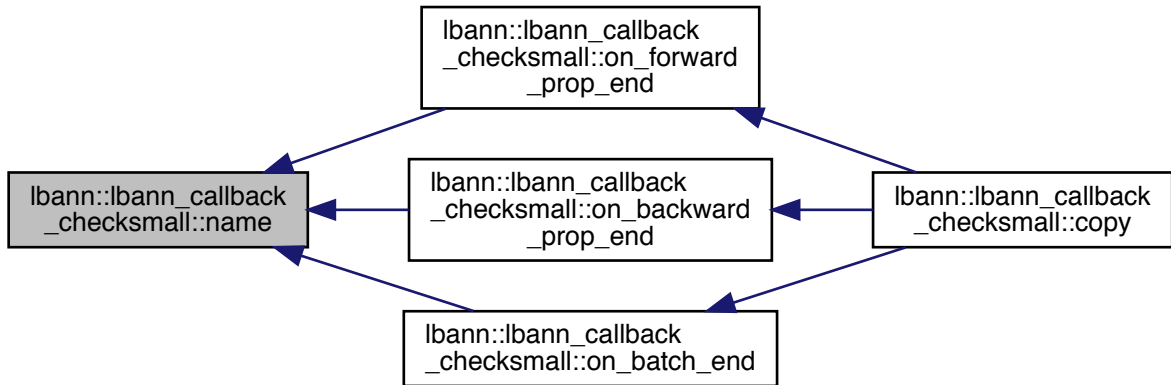 lbann::lbann_callback
_checksmall::name
lbann::lbann_callback
_checksmall::on_forward
_prop_end
lbann::lbann_callback
_checksmall::on_backward
_prop_end
lbann::lbann_callback
_checksmall::on_batch_end
lbann::lbann_callback
_checksmall::copy